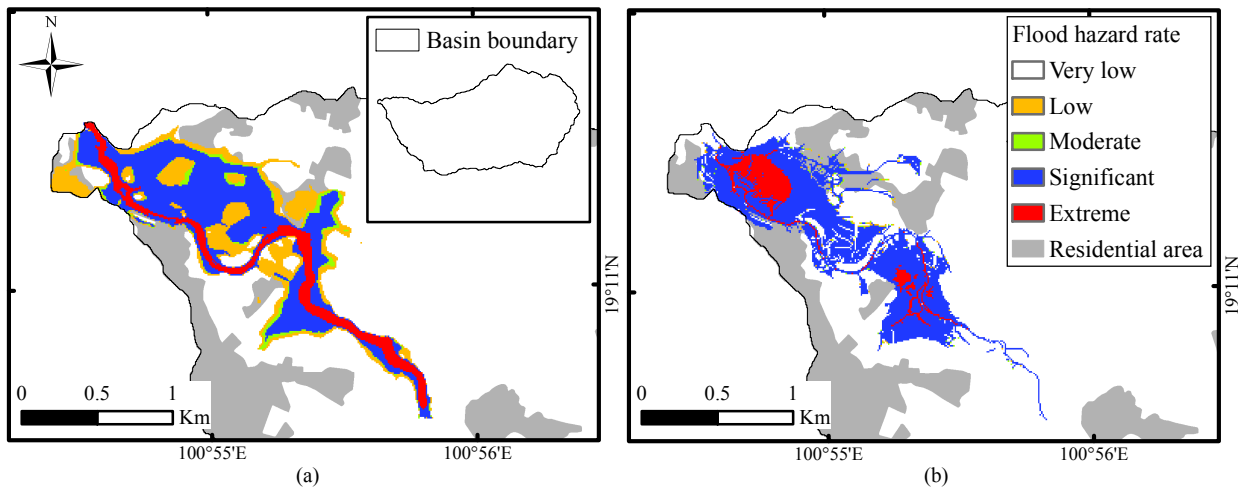 N
Basin boundary
0 0.5 1
Km
100°55'E
100°56'E
19°11'N
(a)
Flood hazard rate
Very low
Low
Moderate
Significant
Extreme
Residential area
0 0.5 1
Km
100°55'E
100°56'E
19°11'N
(b)